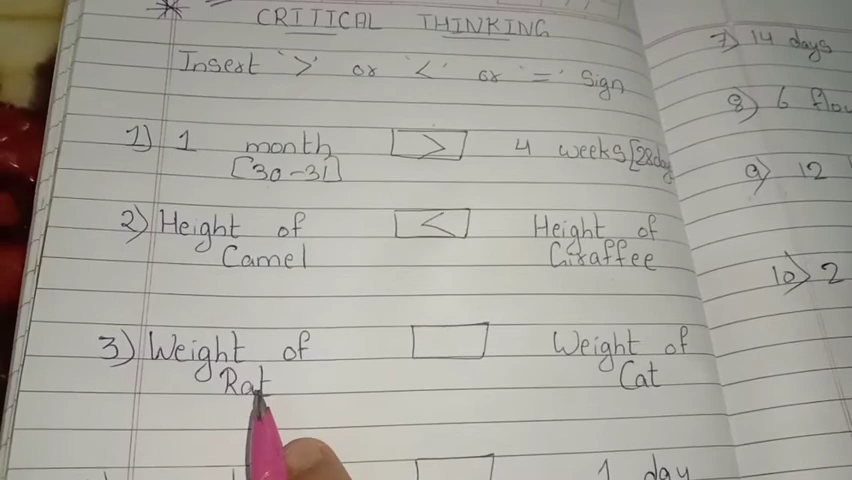 CRITICAL THINKING
Insert '>' or '<' or '=' Sign
1) 1 month > 4 weeks [28day
[30-31]
2) Height of < Height of
Camel Giraffee
3) Weight of Weight of
Rat Cat
1 day
7) 14 days
8) 6 flow
9) 12
10) 2